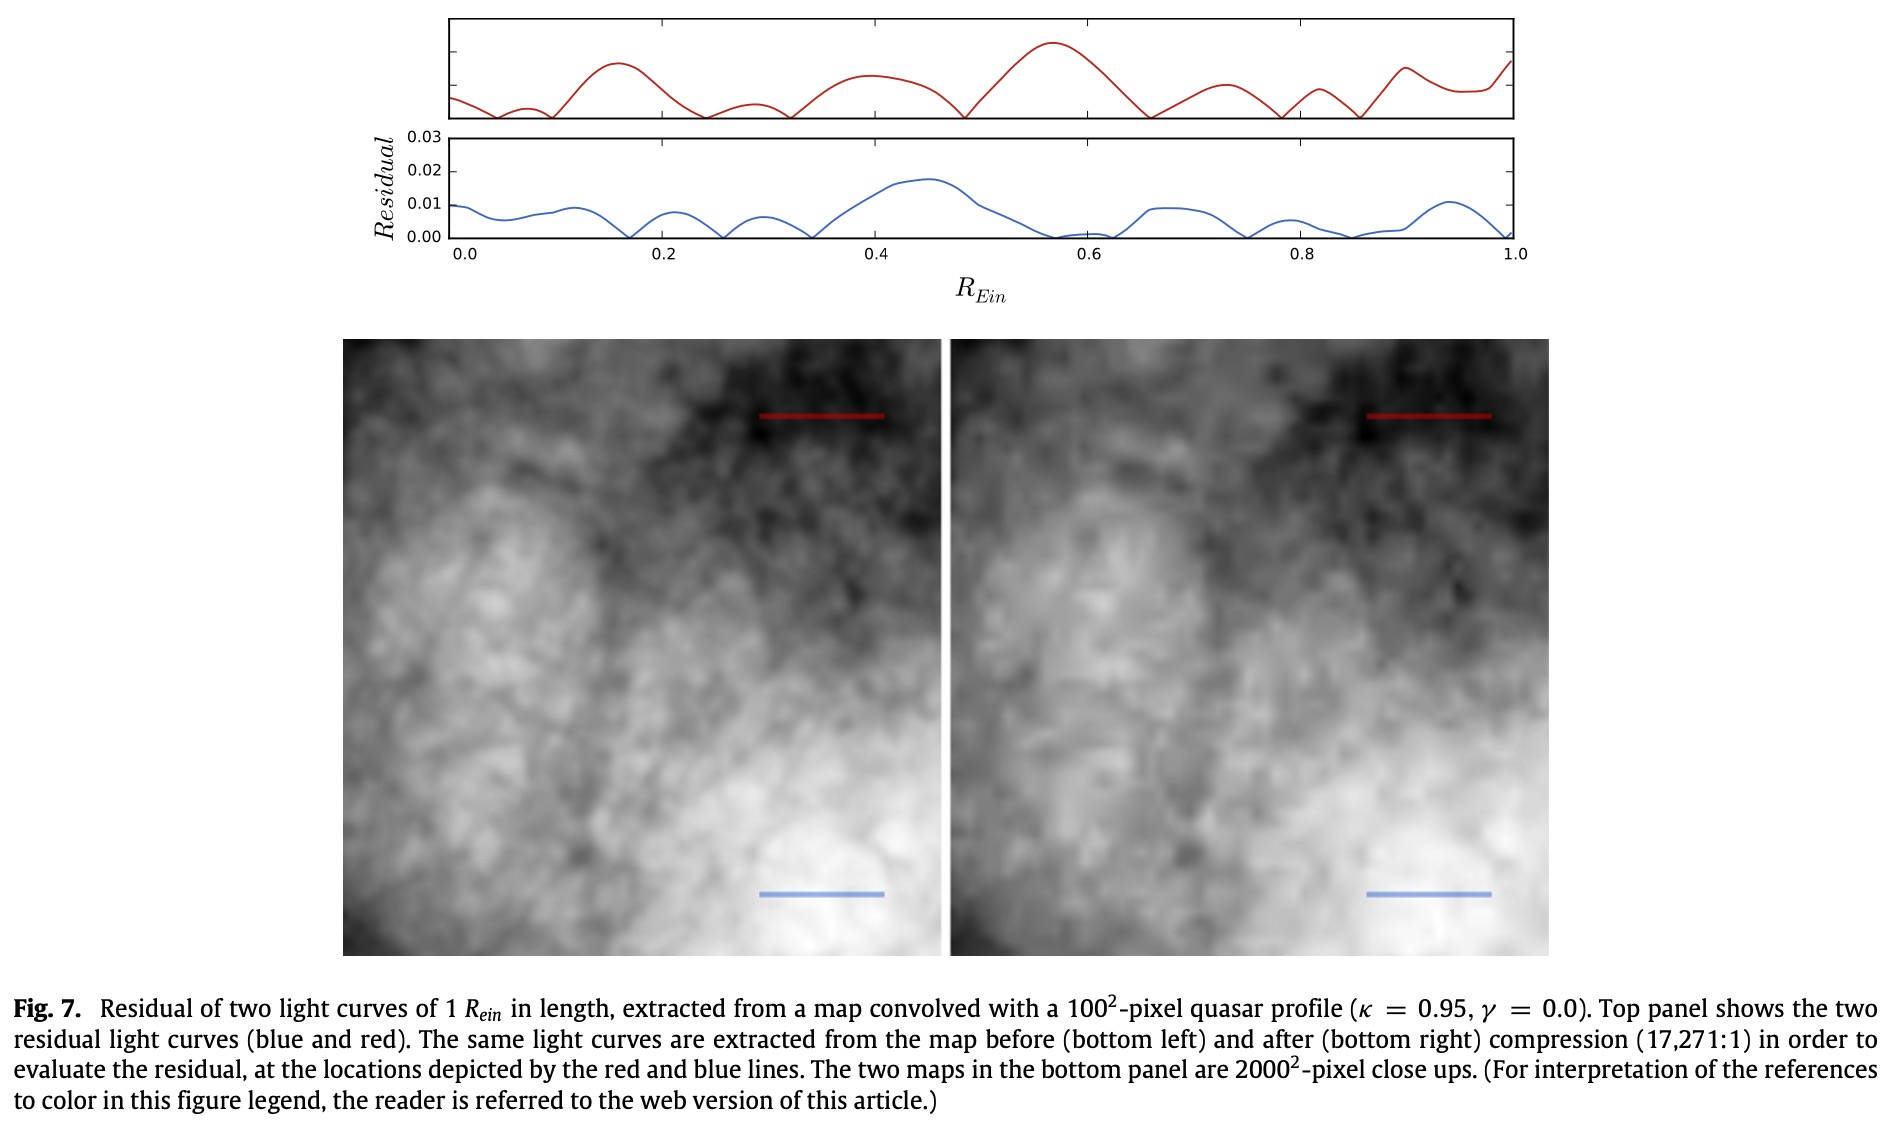 Residual
0.03
0.02
0.01
0.00
0.0 0.2 0.4 0.6 0.8 1.0
R_Ein
Fig. 7. Residual of two light curves of 1 R_ein in length, extracted from a map convolved with a 100²-pixel quasar profile (κ = 0.95, γ = 0.0). Top panel shows the two
residual light curves (blue and red). The same light curves are extracted from the map before (bottom left) and after (bottom right) compression (17,271:1) in order to
evaluate the residual, at the locations depicted by the red and blue lines. The two maps in the bottom panel are 2000²-pixel close ups. (For interpretation of the references
to color in this figure legend, the reader is referred to the web version of this article.)